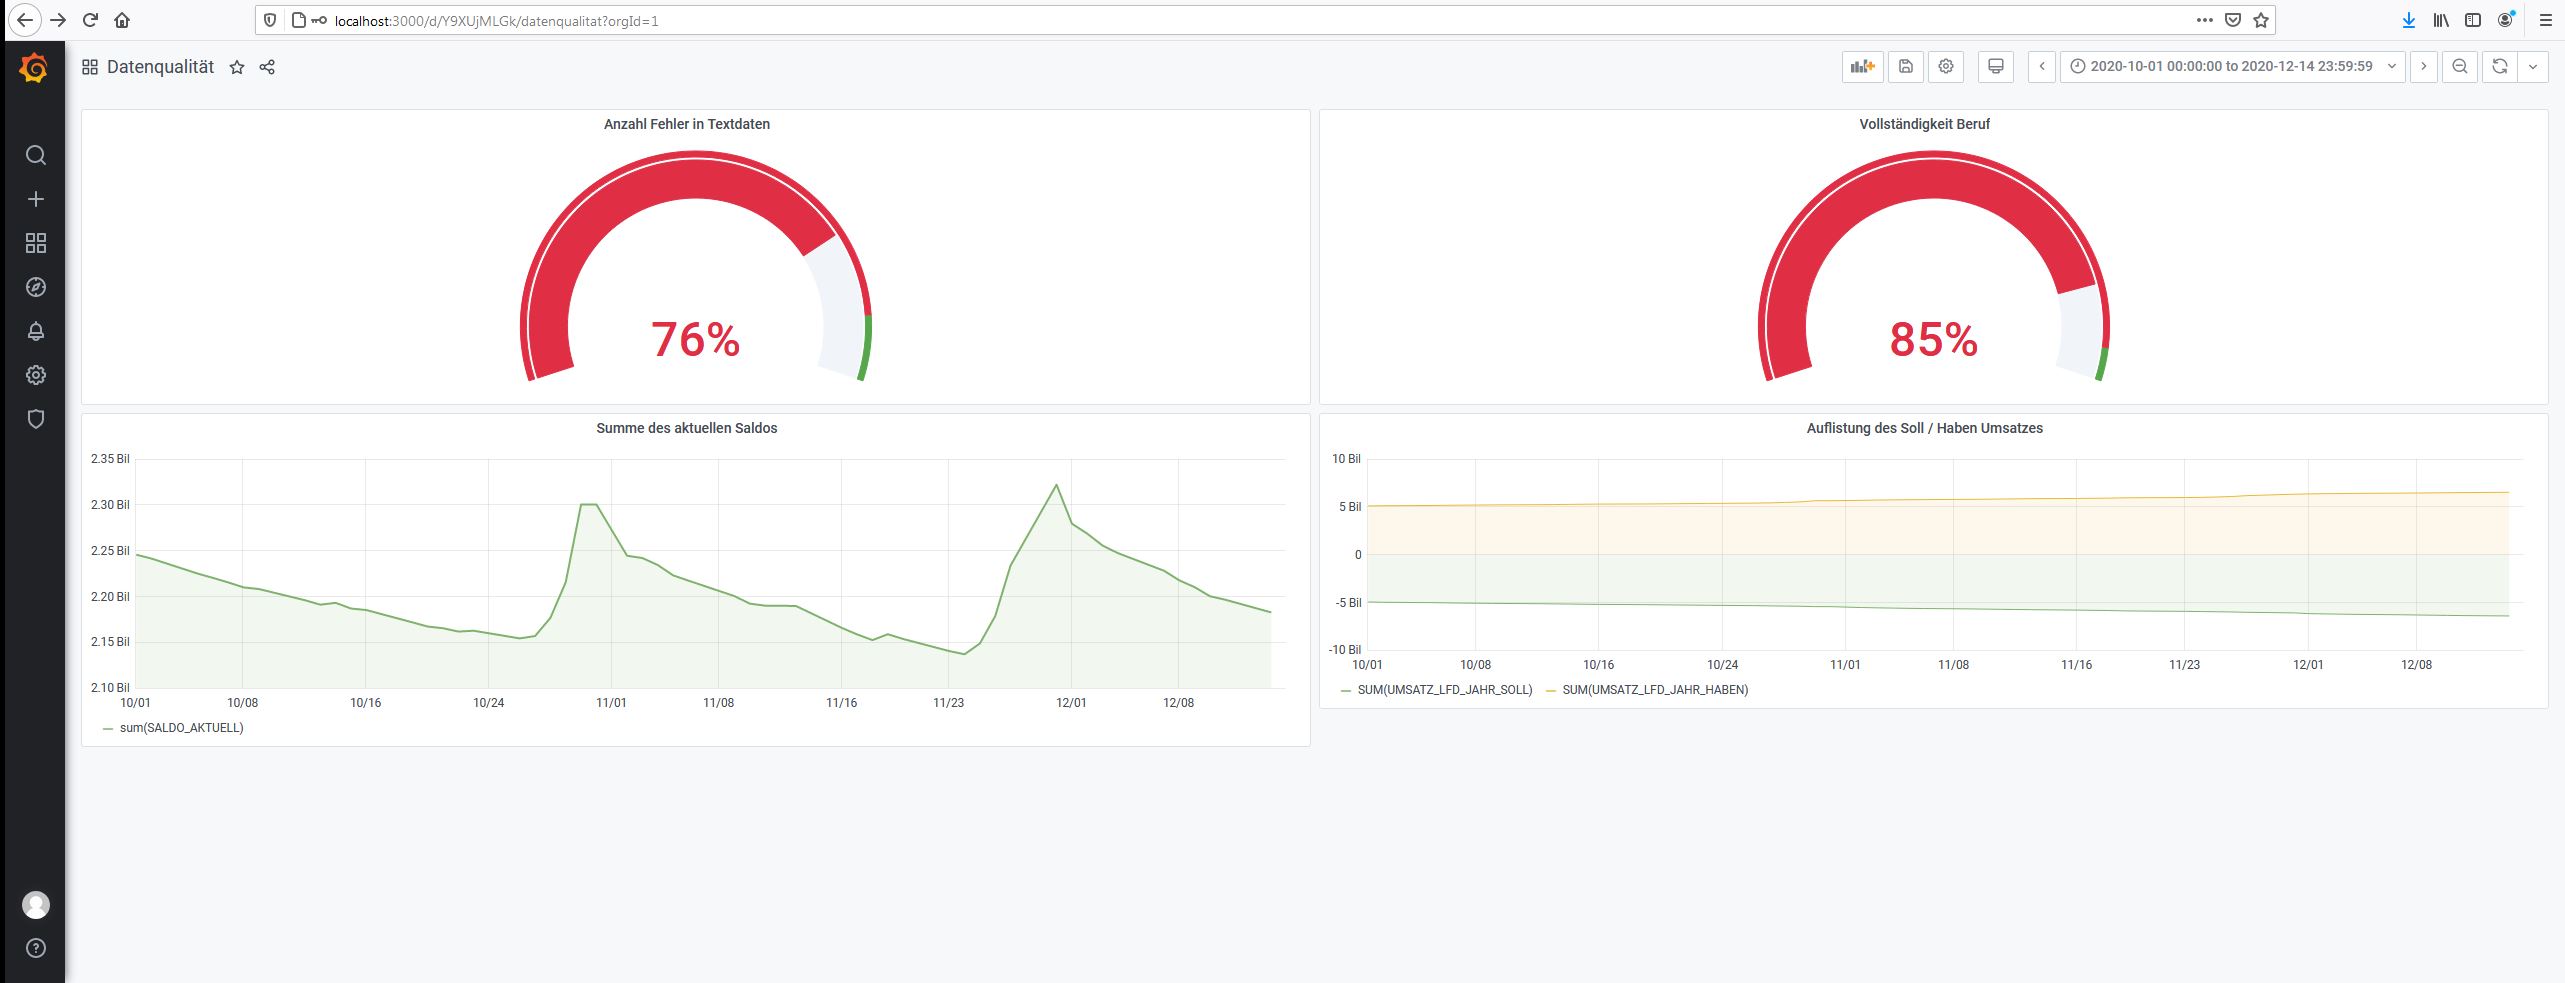 localhost:3000/d/Y9XUjMLGk/datenqualitat?orgId=1
Datenqualität
2020-10-01 00:00:00 to 2020-12-14 23:59:59
Anzahl Fehler in Textdaten
76%
Vollständigkeit Beruf
85%
Summe des aktuellen Saldos
2.35 Bil
2.30 Bil
2.25 Bil
2.20 Bil
2.15 Bil
2.10 Bil
10/01 10/08 10/16 10/24 11/01 11/08 11/16 11/23 12/01 12/08
sum(SALDO_AKTUELL)
Auflistung des Soll / Haben Umsatzes
10 Bil
5 Bil
0
-5 Bil
-10 Bil
10/01 10/08 10/16 10/24 11/01 11/08 11/16 11/23 12/01 12/08
SUM(UMSATZ_LFD_JAHR_SOLL) SUM(UMSATZ_LFD_JAHR_HABEN)